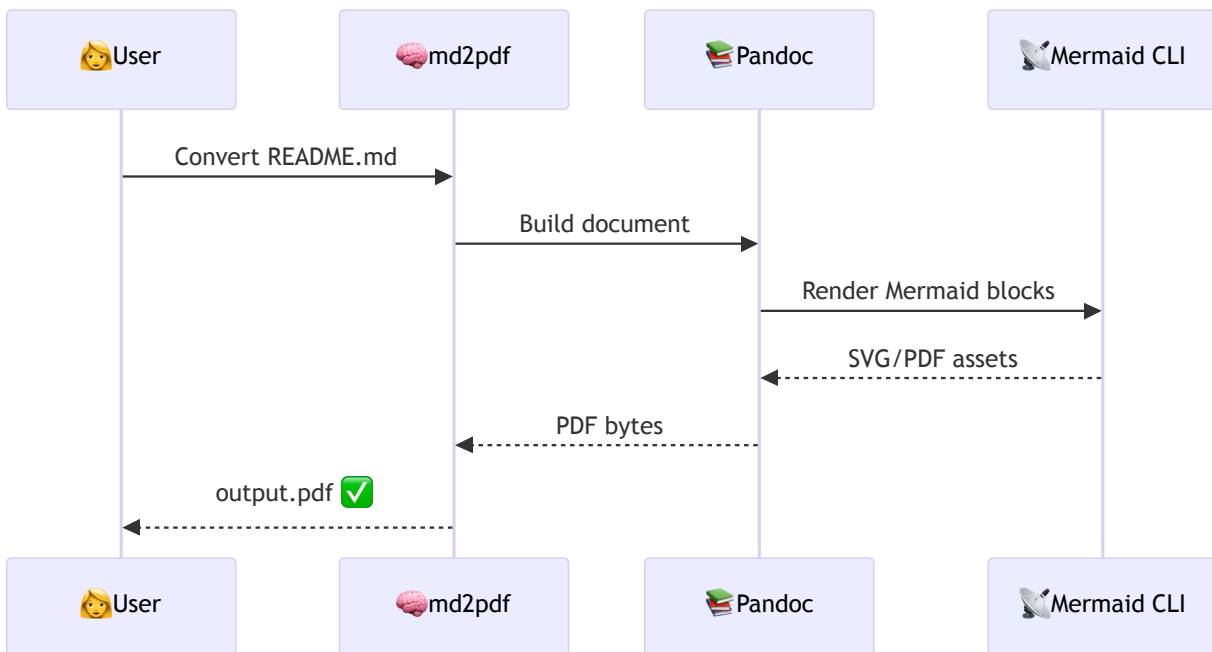 👩User
🧠md2pdf
📚Pandoc
📡Mermaid CLI
Convert README.md
Build document
Render Mermaid blocks
SVG/PDF assets
PDF bytes
output.pdf ✅
👩User
🧠md2pdf
📚Pandoc
📡Mermaid CLI